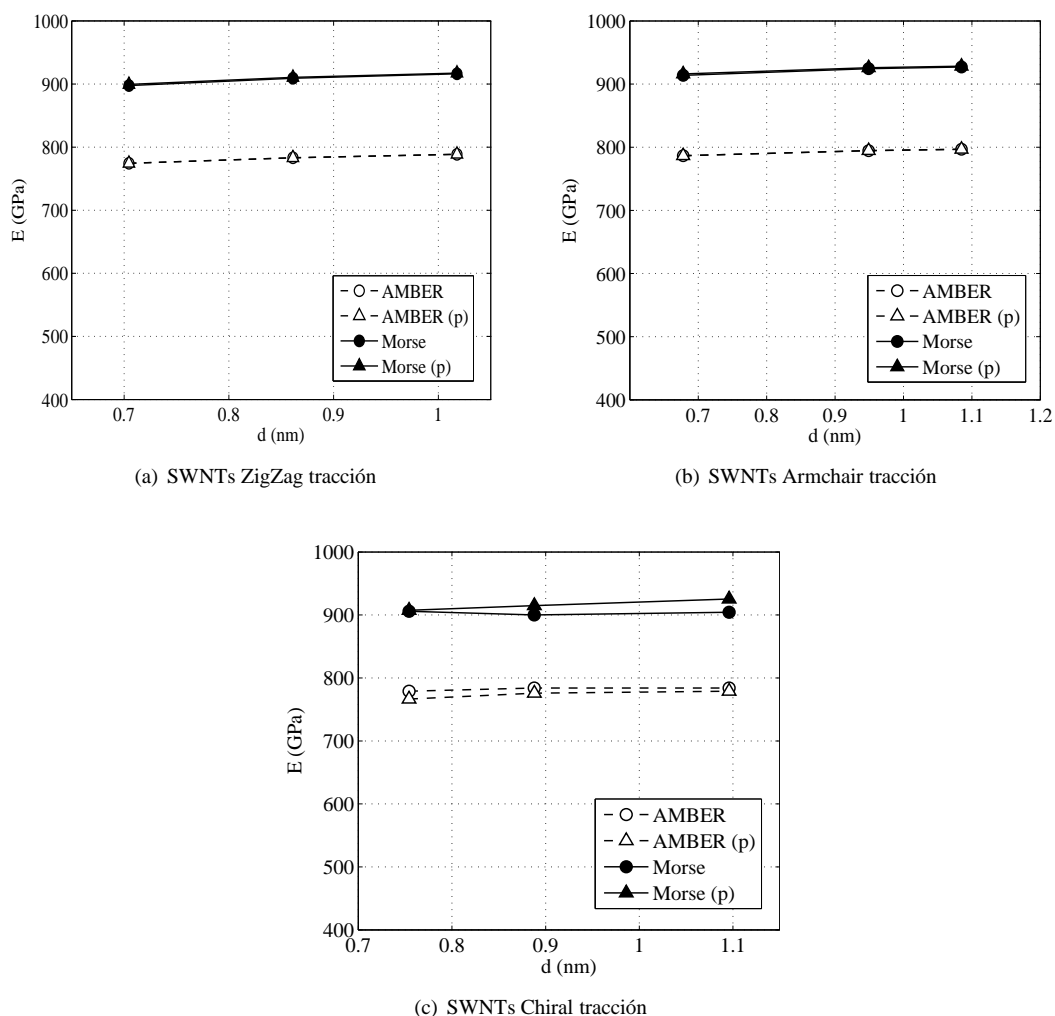 1000
900
800
700
600
500
400
E (GPa)
0.7
0.8
0.9
1
d (nm)
AMBER
AMBER (p)
Morse
Morse (p)
(a) SWNTs ZigZag tracción
1000
900
800
700
600
500
400
E (GPa)
0.7
0.8
0.9
1
1.1
1.2
d (nm)
AMBER
AMBER (p)
Morse
Morse (p)
(b) SWNTs Armchair tracción
1000
900
800
700
600
500
400
E (GPa)
0.7
0.8
0.9
1
1.1
d (nm)
AMBER
AMBER (p)
Morse
Morse (p)
(c) SWNTs Chiral tracción